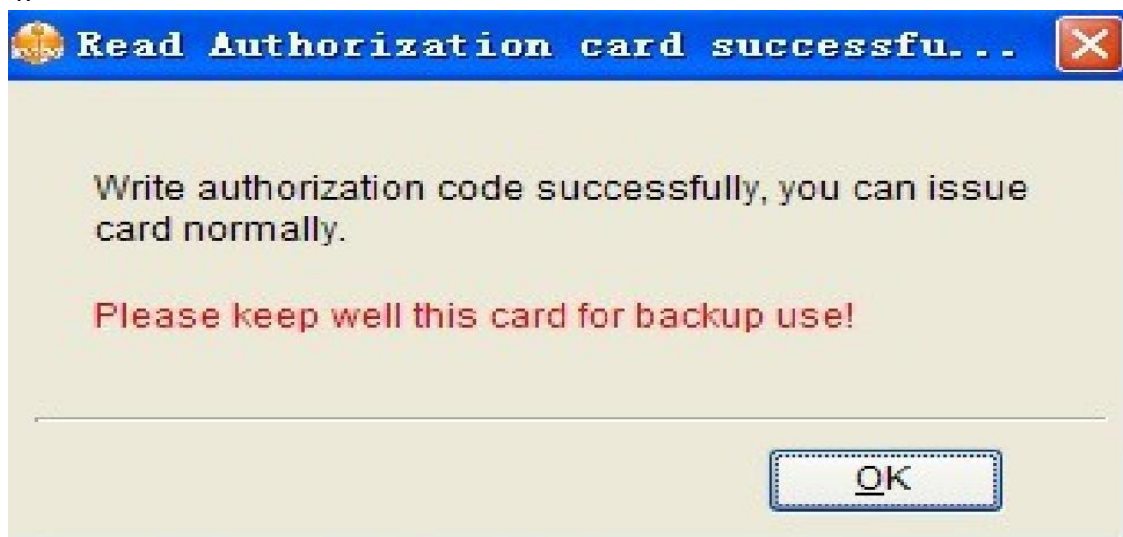 Read Authorization card successfu...
Write authorization code successfully, you can issue
card normally.
Please keep well this card for backup use!
OK